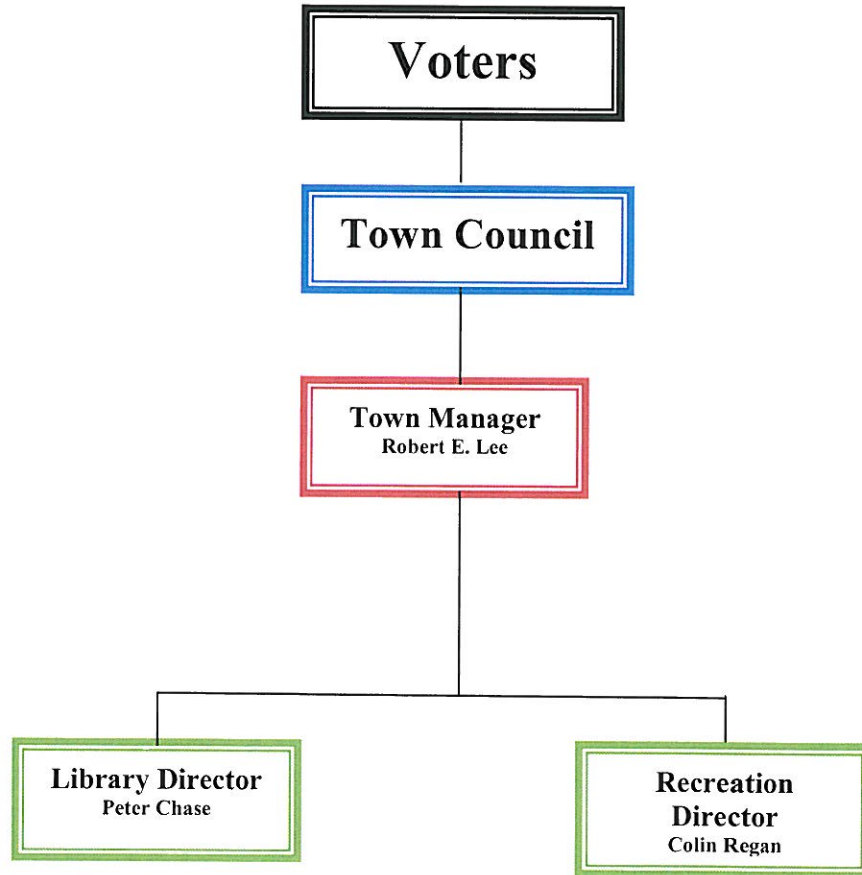 Voters
Town Council
Town Manager
Robert E. Lee
Library Director
Peter Chase
Recreation
Director
Colin Regan